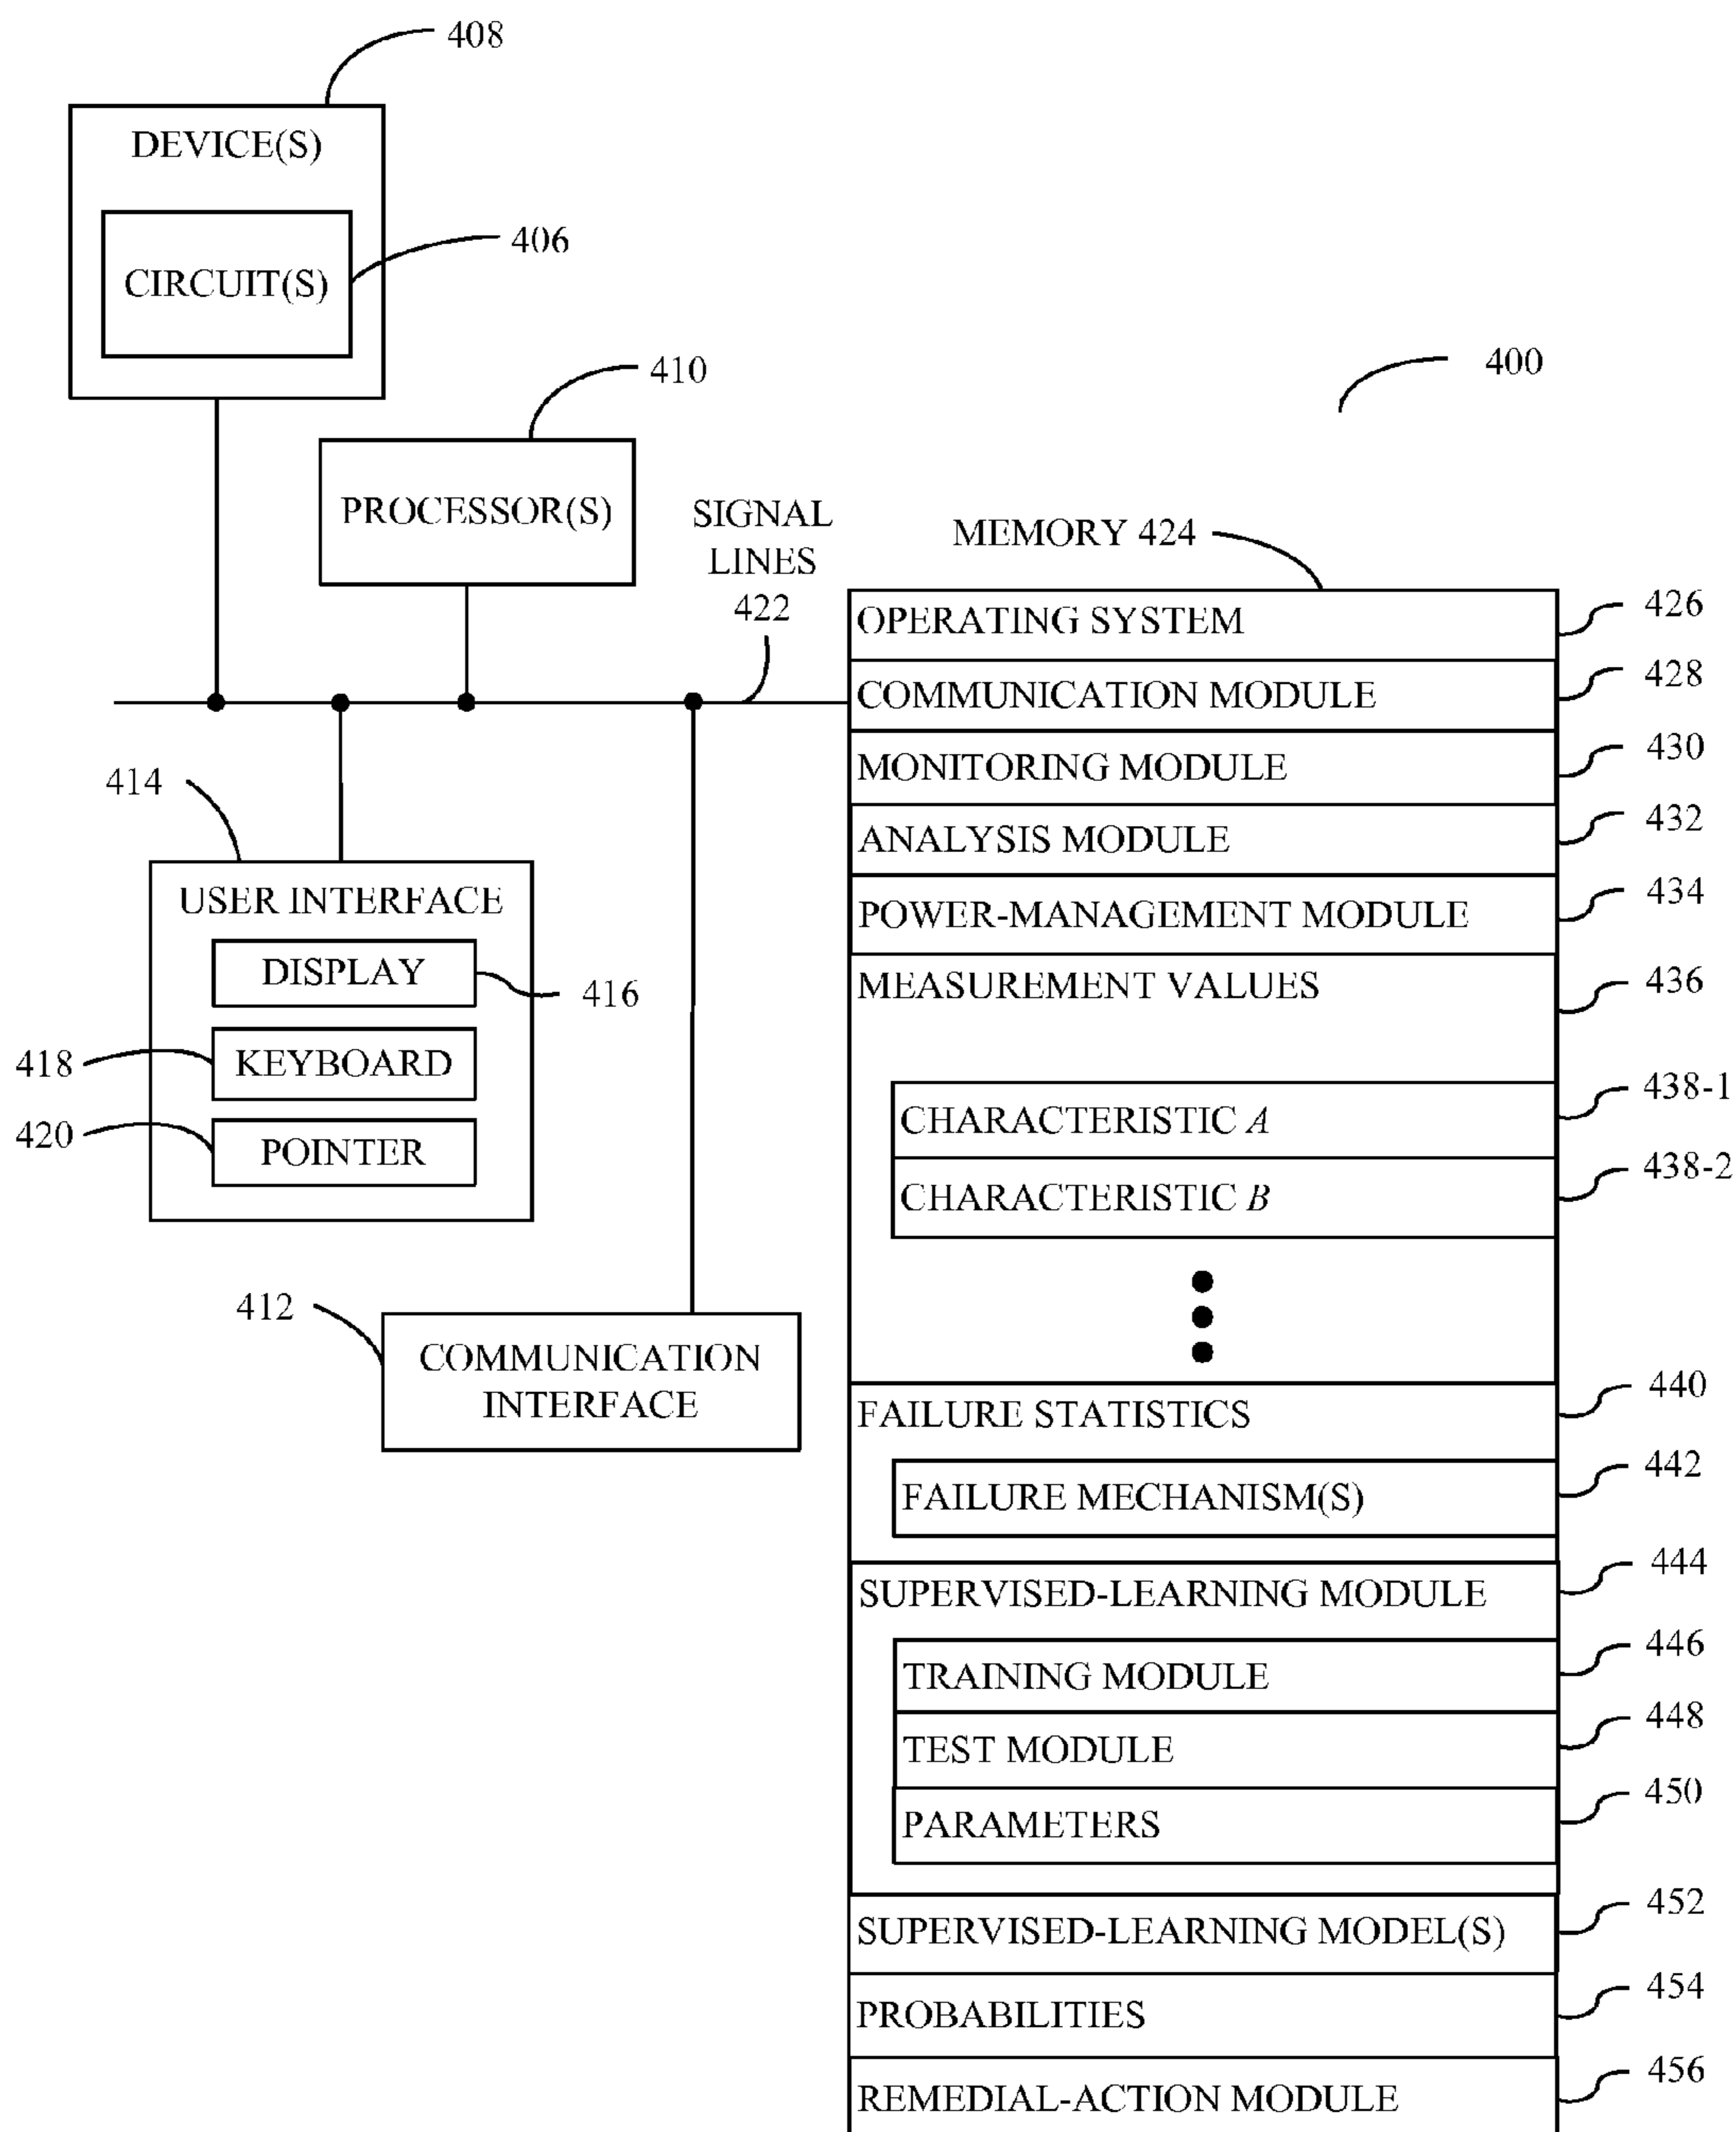 408
DEVICE(S)
406
CIRCUIT(S)
410
400
PROCESSOR(S)
SIGNAL
LINES
422
MEMORY 424
OPERATING SYSTEM
426
COMMUNICATION MODULE
428
MONITORING MODULE
430
ANALYSIS MODULE
432
POWER-MANAGEMENT MODULE
434
MEASUREMENT VALUES
436
CHARACTERISTIC A
438-1
CHARACTERISTIC B
438-2
FAILURE STATISTICS
440
FAILURE MECHANISM(S)
442
SUPERVISED-LEARNING MODULE
444
TRAINING MODULE
446
TEST MODULE
448
PARAMETERS
450
SUPERVISED-LEARNING MODEL(S)
452
PROBABILITIES
454
REMEDIAL-ACTION MODULE
456
414
USER INTERFACE
DISPLAY
416
418
KEYBOARD
420
POINTER
412
COMMUNICATION
INTERFACE